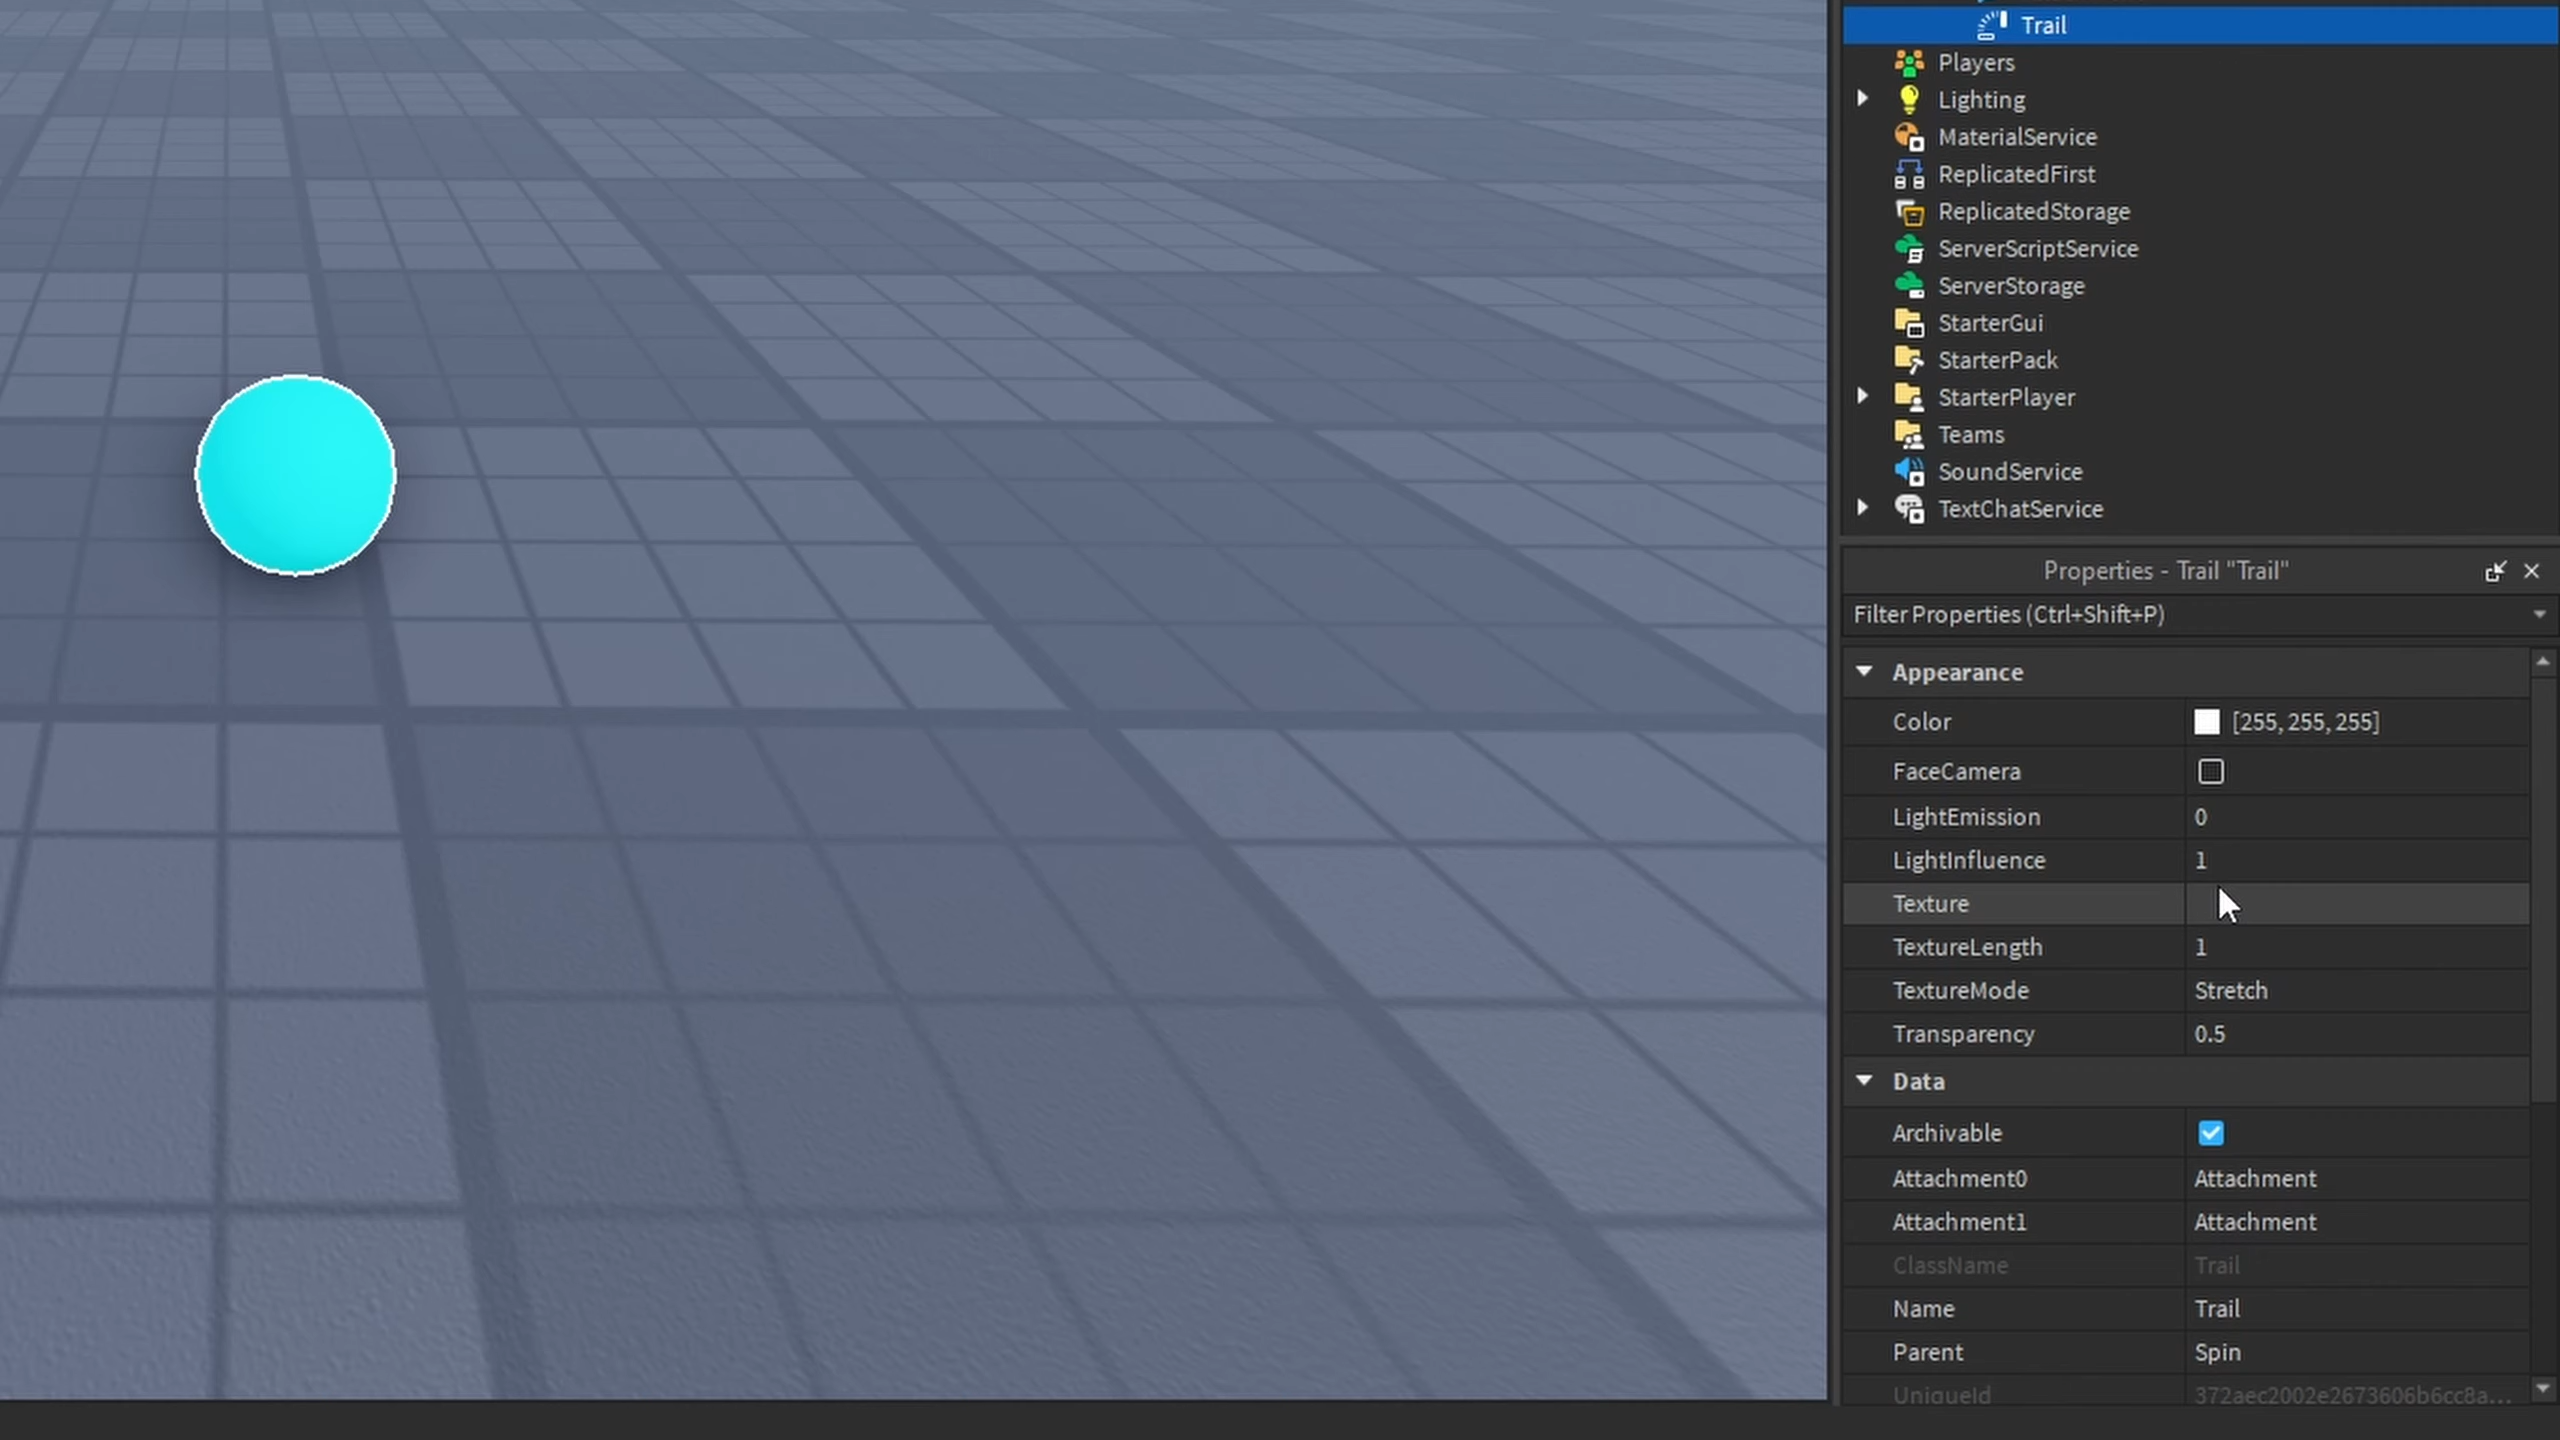 Trail
Players
Lighting
MaterialService
ReplicatedFirst
ReplicatedStorage
ServerScriptService
ServerStorage
StarterGui
StarterPack
StarterPlayer
Teams
SoundService
TextChatService
Properties - Trail "Trail"
Filter Properties (Ctrl+Shift+P)
Appearance
Color [255, 255, 255]
FaceCamera
LightEmission 0
LightInfluence 1
Texture
TextureLength 1
TextureMode Stretch
Transparency 0.5
Data
Archivable
Attachment0 Attachment
Attachment1 Attachment
ClassName Trail
Name Trail
Parent Spin
UniqueId 372aec2002e2673606b6cc8a...